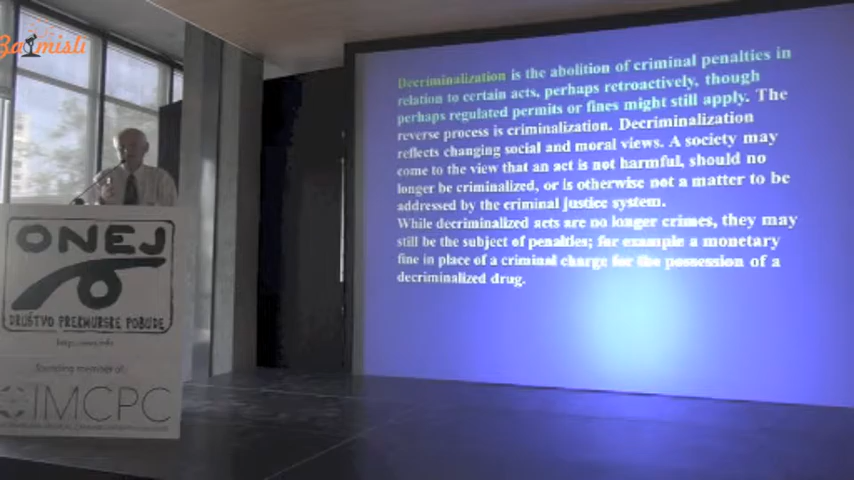 Zamisli
Decriminalization is the abolition of criminal penalties in
relation to certain acts, perhaps retroactively, though
perhaps regulated permits or fines might still apply. The
reverse process is criminalization. Decriminalization
reflects changing social and moral views. A society may
come to the view that an act is not harmful, should no
longer be criminalized, or is otherwise not a matter to be
addressed by the criminal justice system.
While decriminalized acts are no longer crimes, they may
still be the subject of penalties; for example a monetary
fine in place of a criminal charge for the possession of a
decriminalized drug.
ONEJ
DRUŠTVO PREKMURSKE POBUDE
founding member of:
IMCPC